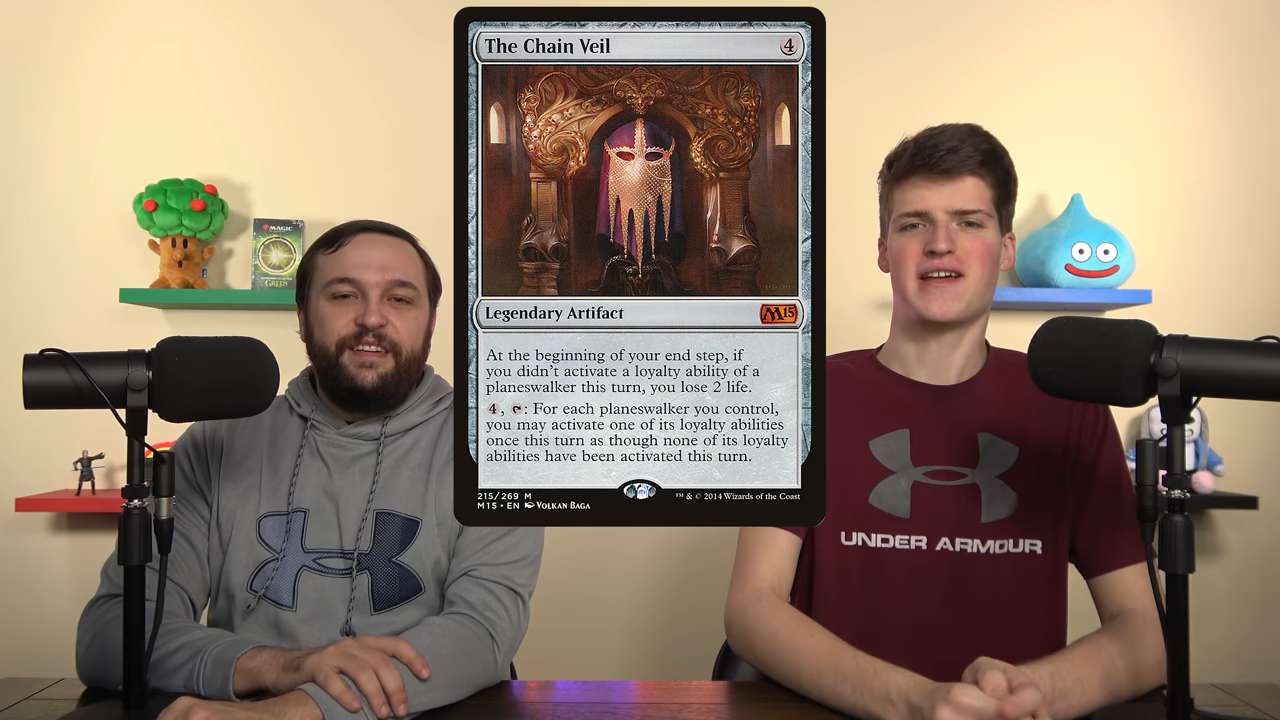 The Chain Veil
4
Legendary Artifact
M15
At the beginning of your end step, if
you didn't activate a loyalty ability of a
planeswalker this turn, you lose 2 life.
4, T: For each planeswalker you control,
you may activate one of its loyalty abilities
once this turn as though none of its loyalty
abilities have been activated this turn.
215/269 M
M15 • EN VOLKAN BAGA
™ & © 2014 Wizards of the Coast
MAGIC
GREEN
UNDER ARMOUR